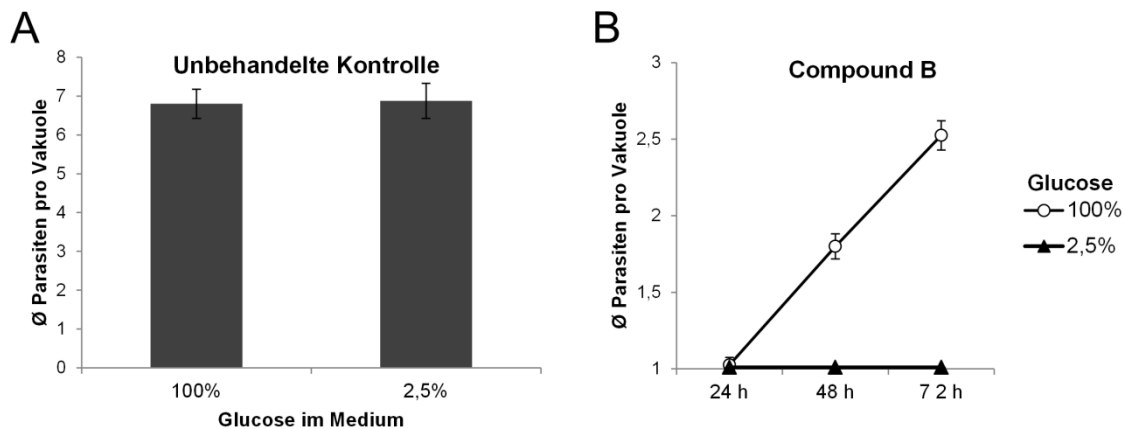 A
Unbehandelte Kontrolle
Ø Parasiten pro Vakuole
8
7
6
5
4
3
2
1
0
100%
2,5%
Glucose im Medium
B
Compound B
Ø Parasiten pro Vakuole
3
2,5
2
1,5
1
24 h
48 h
7 2 h
Glucose
100%
2,5%